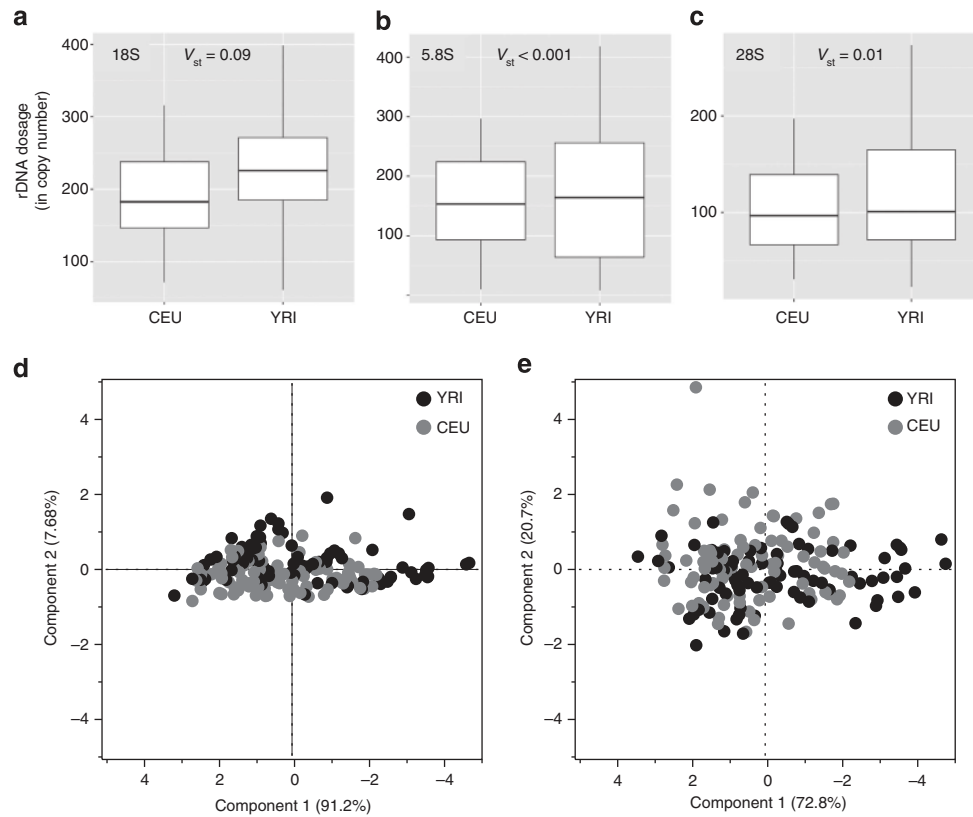 a
18S
V_st = 0.09
400
300
200
100
rDNA dosage
(in copy number)
CEU
YRI
b
5.8S
V_st < 0.001
400
300
200
100
CEU
YRI
c
28S
V_st = 0.01
200
100
CEU
YRI
d
YRI
CEU
4
2
0
−2
−4
Component 2 (7.68%)
4
2
0
−2
−4
Component 1 (91.2%)
e
YRI
CEU
4
2
0
−2
−4
Component 2 (20.7%)
4
2
0
−2
−4
Component 1 (72.8%)